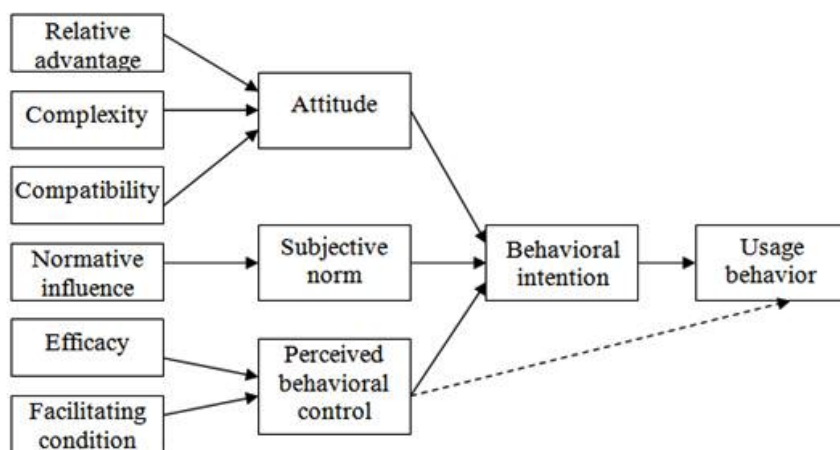 Relative
advantage
Complexity
Compatibility
Normative
influence
Efficacy
Facilitating
condition
Attitude
Subjective
norm
Perceived
behavioral
control
Behavioral
intention
Usage
behavior